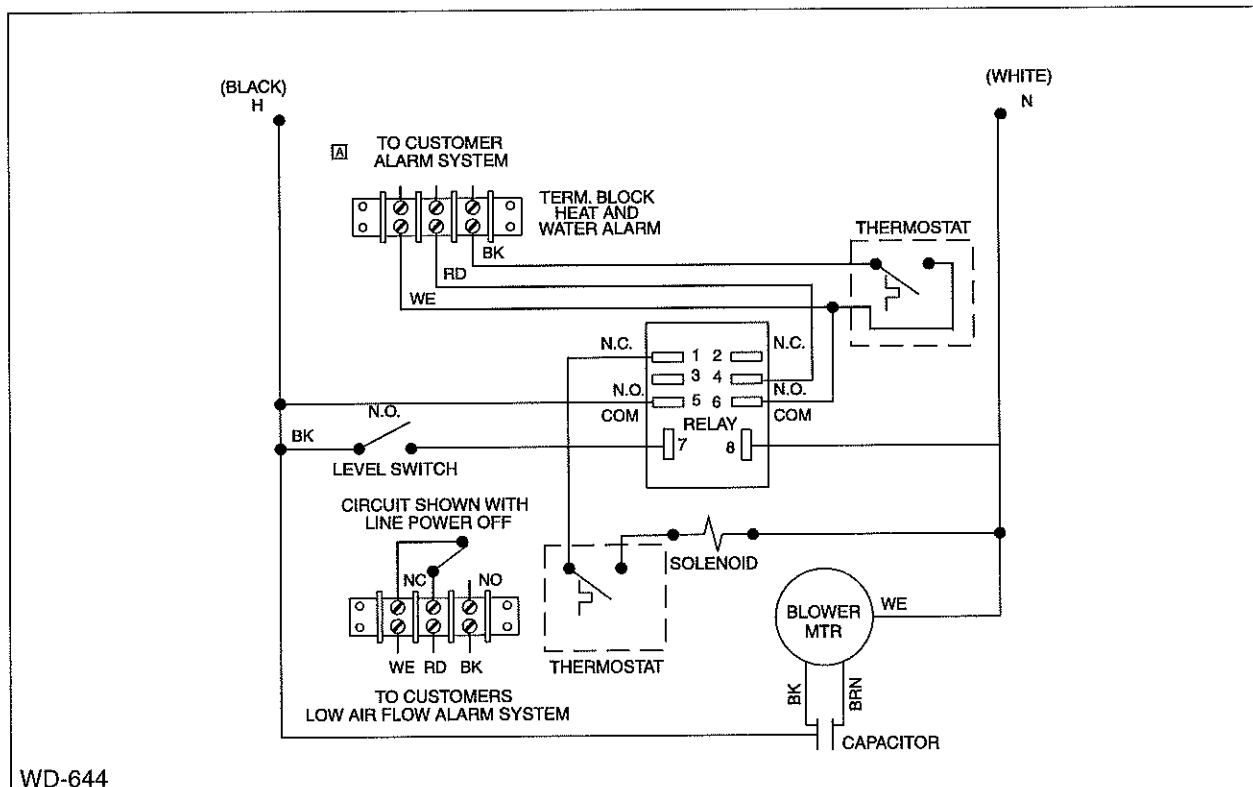 (BLACK)
H
(WHITE)
N
A
TO CUSTOMER
ALARM SYSTEM
TERM. BLOCK
HEAT AND
WATER ALARM
THERMOSTAT
BK
RD
WE
N.C.
1 2
N.C.
3 4
N.O.
N.O.
5 6
COM
COM
RELAY
7
8
N.O.
BK
LEVEL SWITCH
CIRCUIT SHOWN WITH
LINE POWER OFF
NC
NO
SOLENOID
WE RD BK
THERMOSTAT
TO CUSTOMERS
LOW AIR FLOW ALARM SYSTEM
BLOWER
MTR
WE
BK
BRN
CAPACITOR
WD-644